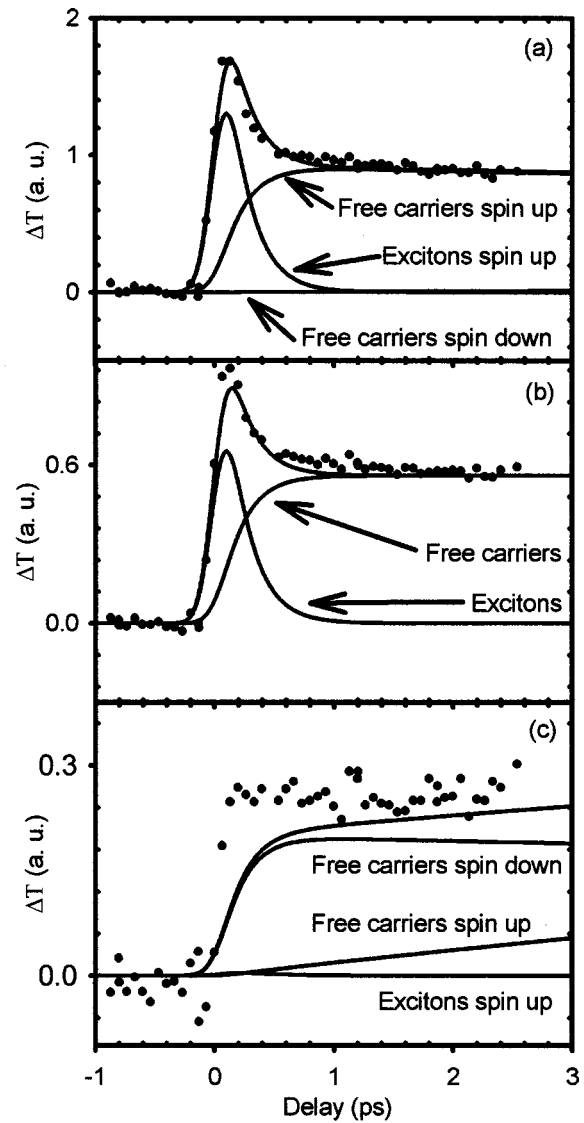 2
(a)
1
ΔT (a. u.)
Free carriers spin up
Excitons spin up
0
Free carriers spin down
(b)
0.6
ΔT (a. u.)
Free carriers
Excitons
0.0
(c)
0.3
ΔT (a. u.)
Free carriers spin down
Free carriers spin up
0.0
Excitons spin up
-1 0 1 2 3
Delay (ps)